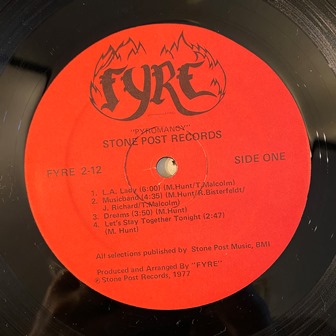 FYRE
"PYROMANCY"
STONE POST RECORDS
FYRE 2-12
SIDE ONE
1. L.A. Lady (6:00) (M.Hunt/T.Malcolm)
2. Musicband (4:35) (M.Hunt/R.Bisterfeldt/
J. Richard/T.Malcolm)
3. Dreams (3:50) (M.Hunt)
4. Let's Stay Together Tonight (2:47)
(M. Hunt)
All selections published by Stone Post Music, BMI
Produced and Arranged By "FYRE"
℗ Stone Post Records, 1977